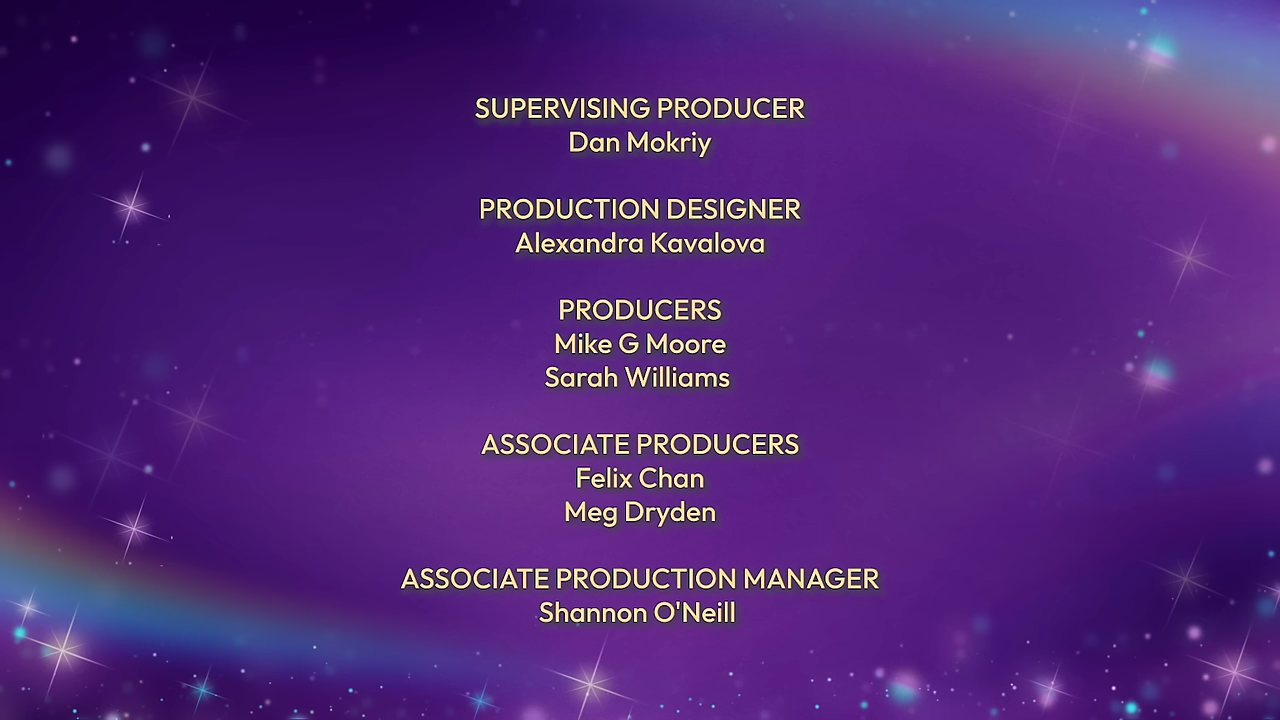 SUPERVISING PRODUCER
Dan Mokriy
PRODUCTION DESIGNER
Alexandra Kavalova
PRODUCERS
Mike G Moore
Sarah Williams
ASSOCIATE PRODUCERS
Felix Chan
Meg Dryden
ASSOCIATE PRODUCTION MANAGER
Shannon O'Neill